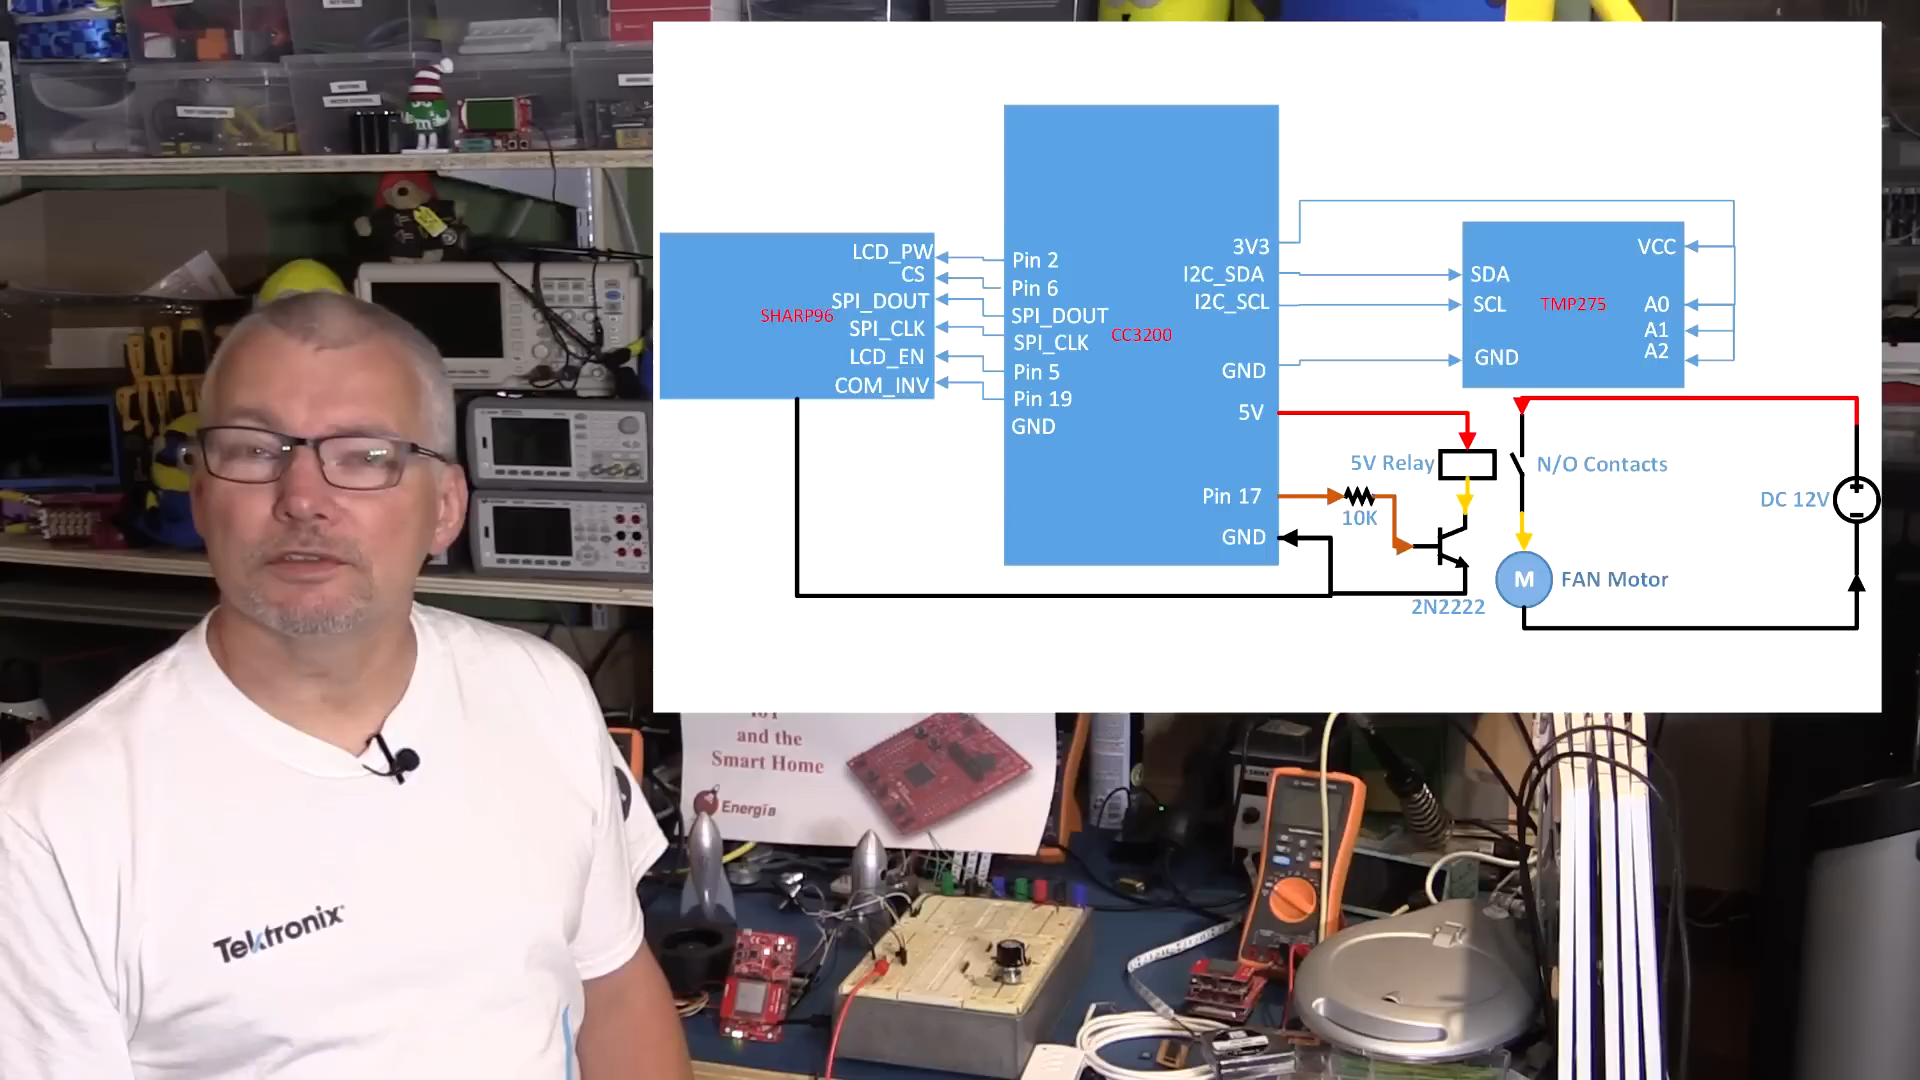 LCD_PW
CS
SPI_DOUT
SHARP96
SPI_CLK
LCD_EN
COM_INV
Pin 2
Pin 6
SPI_DOUT
SPI_CLK
CC3200
Pin 5
Pin 19
GND
3V3
I2C_SDA
I2C_SCL
GND
5V
Pin 17
GND
VCC
SDA
SCL
TMP275
A0
A1
A2
GND
5V Relay
N/O Contacts
10K
DC 12V
M
FAN Motor
2N2222
IoT
and the
Smart Home
Energia
Tektronix